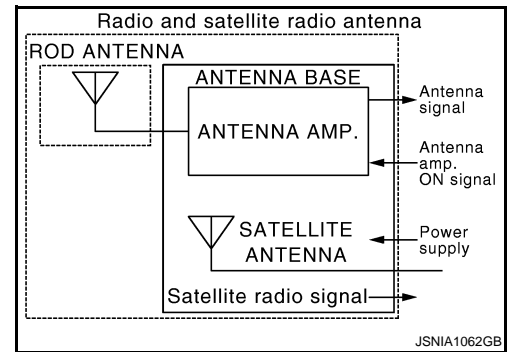 Radio and satellite radio antenna
ROD ANTENNA
ANTENNA BASE
ANTENNA AMP.
Antenna
signal
Antenna
amp.
ON signal
SATELLITE
ANTENNA
Power
supply
Satellite radio signal
JSNIA1062GB